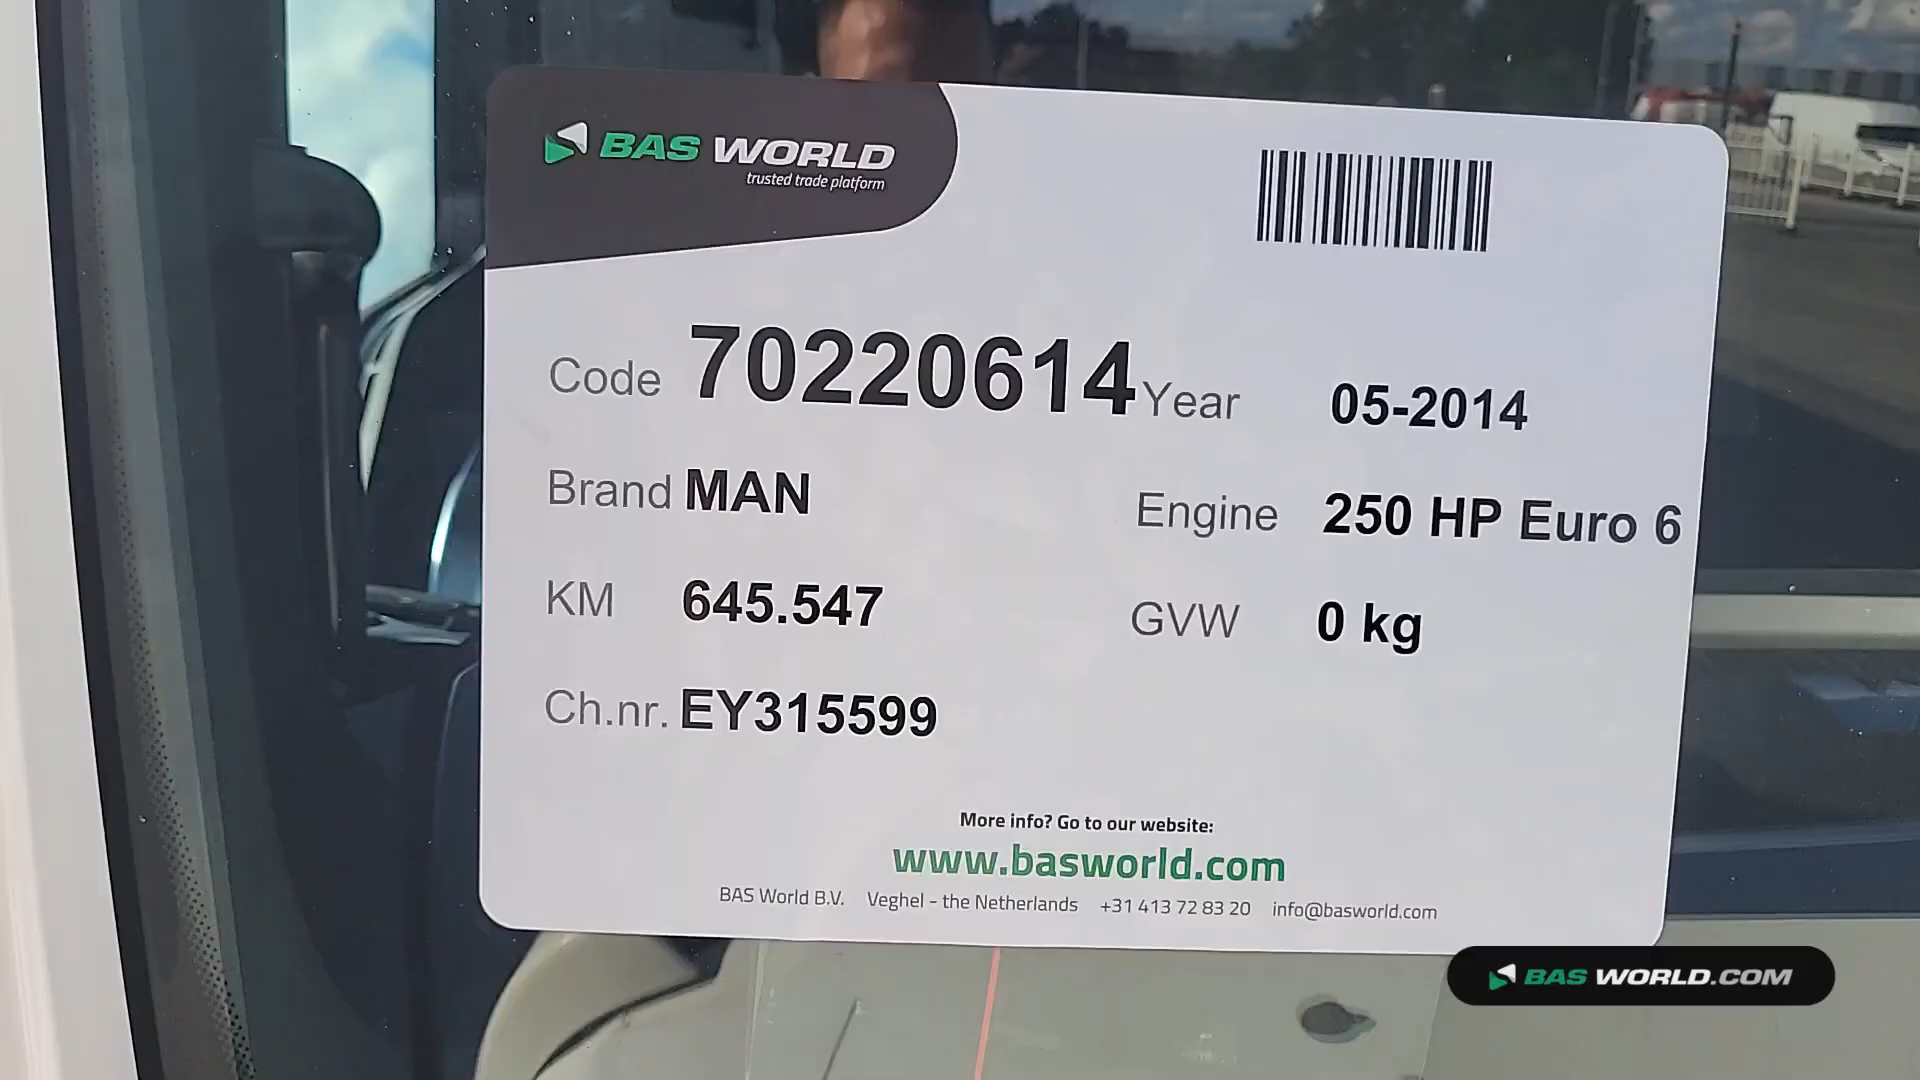 BAS WORLD
trusted trade platform
Code 70220614 Year 05-2014
Brand MAN Engine 250 HP Euro 6
KM 645.547 GVW 0 kg
Ch.nr. EY315599
More info? Go to our website:
www.basworld.com
BAS World B.V. Veghel - the Netherlands +31 413 72 83 20 info@basworld.com
BAS WORLD.COM